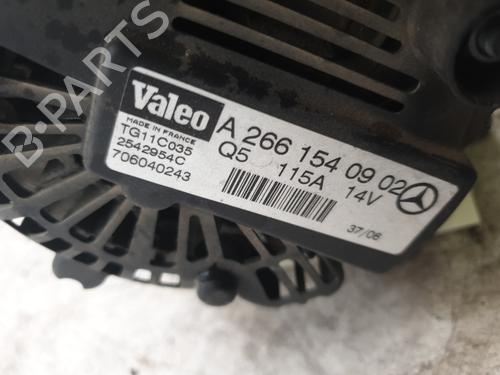 Valeo
MADE IN FRANCE
TG11C035
2542954C
706040243
A 266 154 09 02
Q5 115A 14V
37/06
B-PARTS